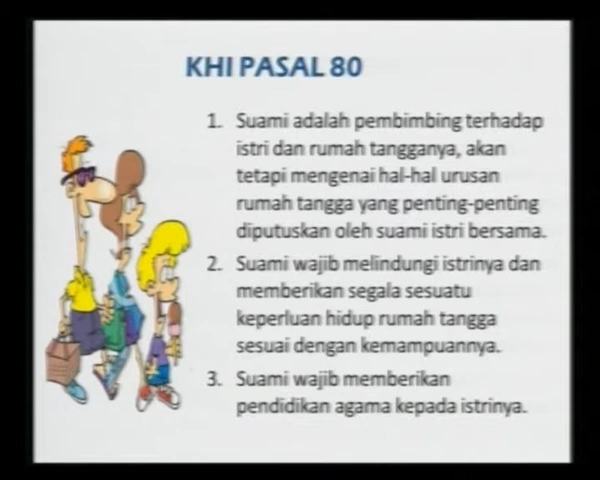 KHI PASAL 80
1. Suami adalah pembimbing terhadap
istri dan rumah tangganya, akan
tetapi mengenai hal-hal urusan
rumah tangga yang penting-penting
diputuskan oleh suami istri bersama.
2. Suami wajib melindungi istrinya dan
memberikan segala sesuatu
keperluan hidup rumah tangga
sesuai dengan kemampuannya.
3. Suami wajib memberikan
pendidikan agama kepada istrinya.